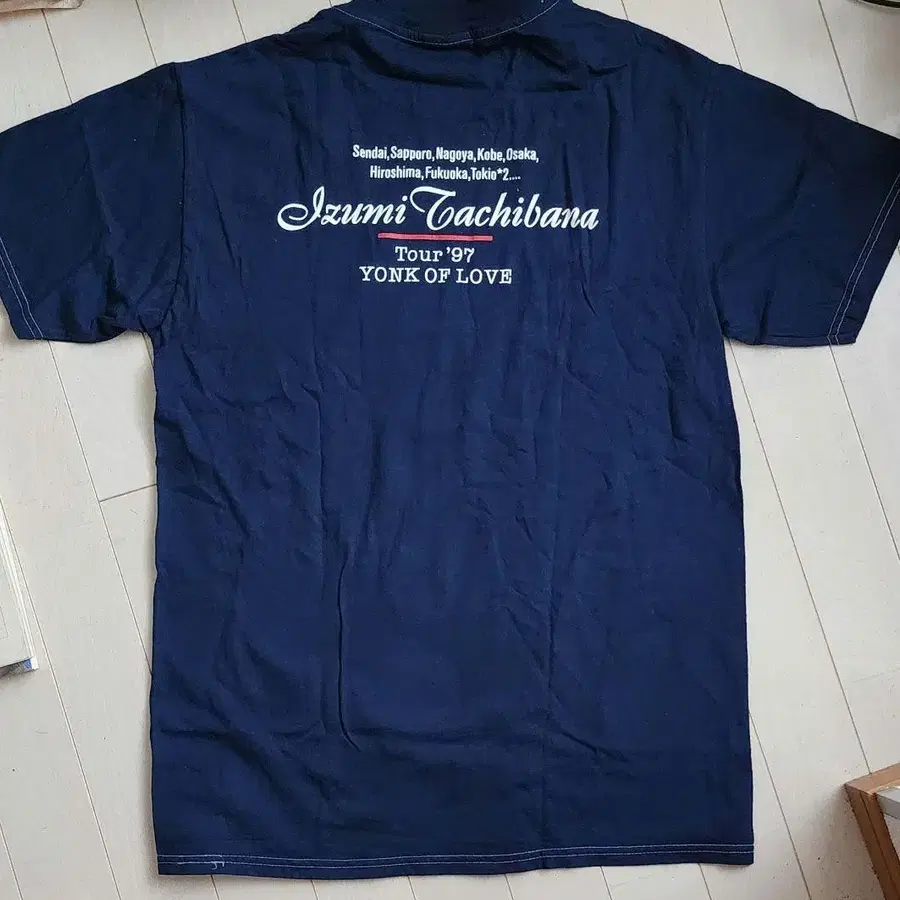 Sendai,Sapporo,Nagoya,Kobe,Osaka,
Hiroshima,Fukuoka,Tokio*2....
Izumi Tachibana
Tour '97
YONK OF LOVE